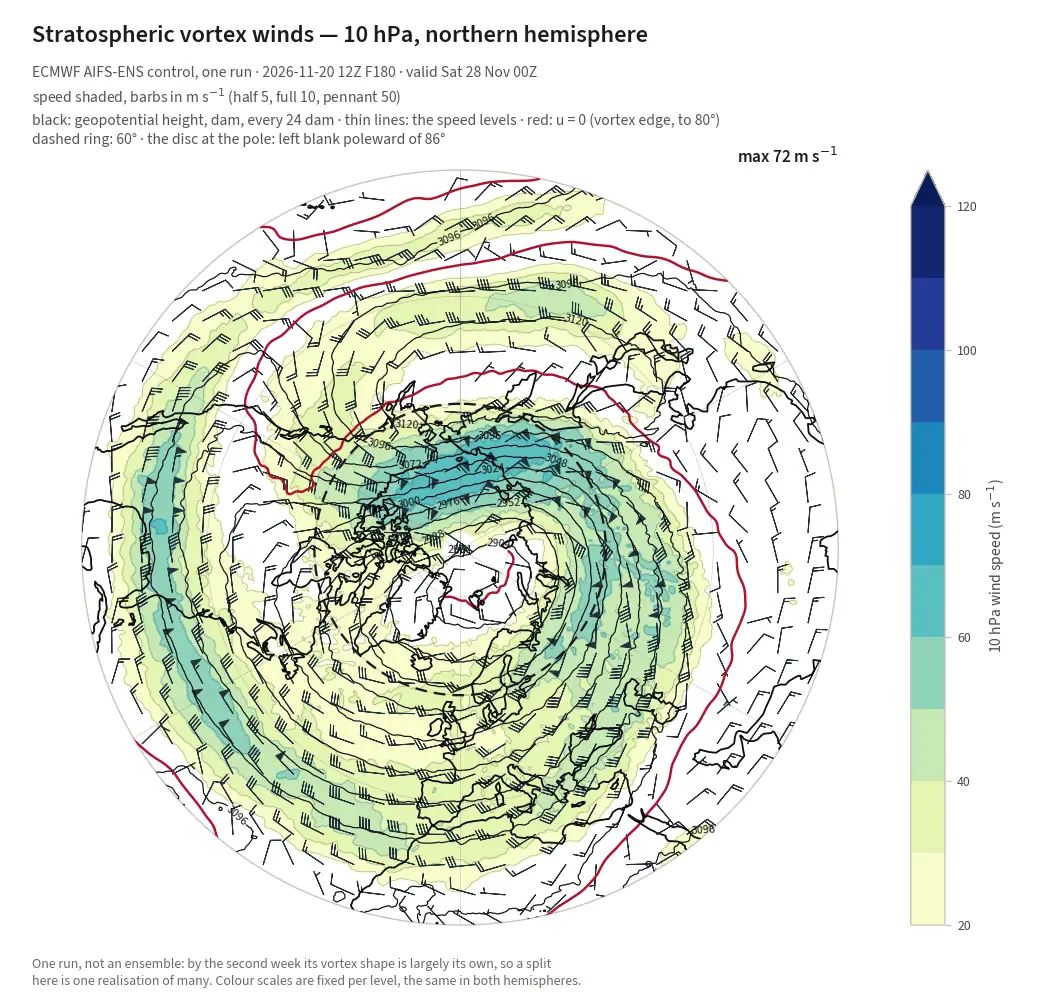 Stratospheric vortex winds — 10 hPa, northern hemisphere
ECMWF AIFS-ENS control, one run · 2026-11-20 12Z F180 · valid Sat 28 Nov 00Z
speed shaded, barbs in m s⁻¹ (half 5, full 10, pennant 50)
black: geopotential height, dam, every 24 dam · thin lines: the speed levels · red: u = 0 (vortex edge, to 80°)
dashed ring: 60° · the disc at the pole: left blank poleward of 86°
max 72 m s⁻¹
120
100
80
60
40
20
10 hPa wind speed (m s⁻¹)
3096
3096
3120
3120
3096
3048
3000
2976
2952
3096
3096
One run, not an ensemble: by the second week its vortex shape is largely its own, so a split
here is one realisation of many. Colour scales are fixed per level, the same in both hemispheres.